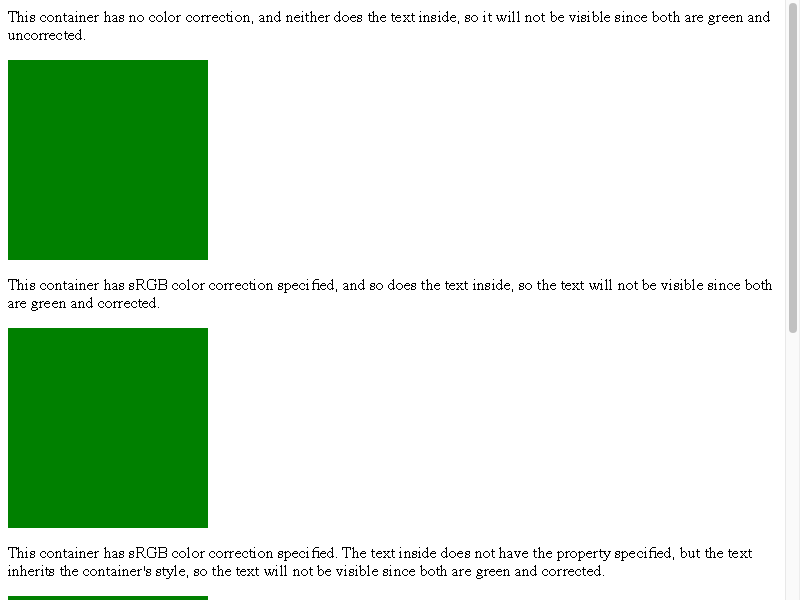 This container has no color correction, and neither does the text inside, so it will not be visible since both are green and
uncorrected.
This container has sRGB color correction specified, and so does the text inside, so the text will not be visible since both
are green and corrected.
This container has sRGB color correction specified. The text inside does not have the property specified, but the text
inherits the container's style, so the text will not be visible since both are green and corrected.